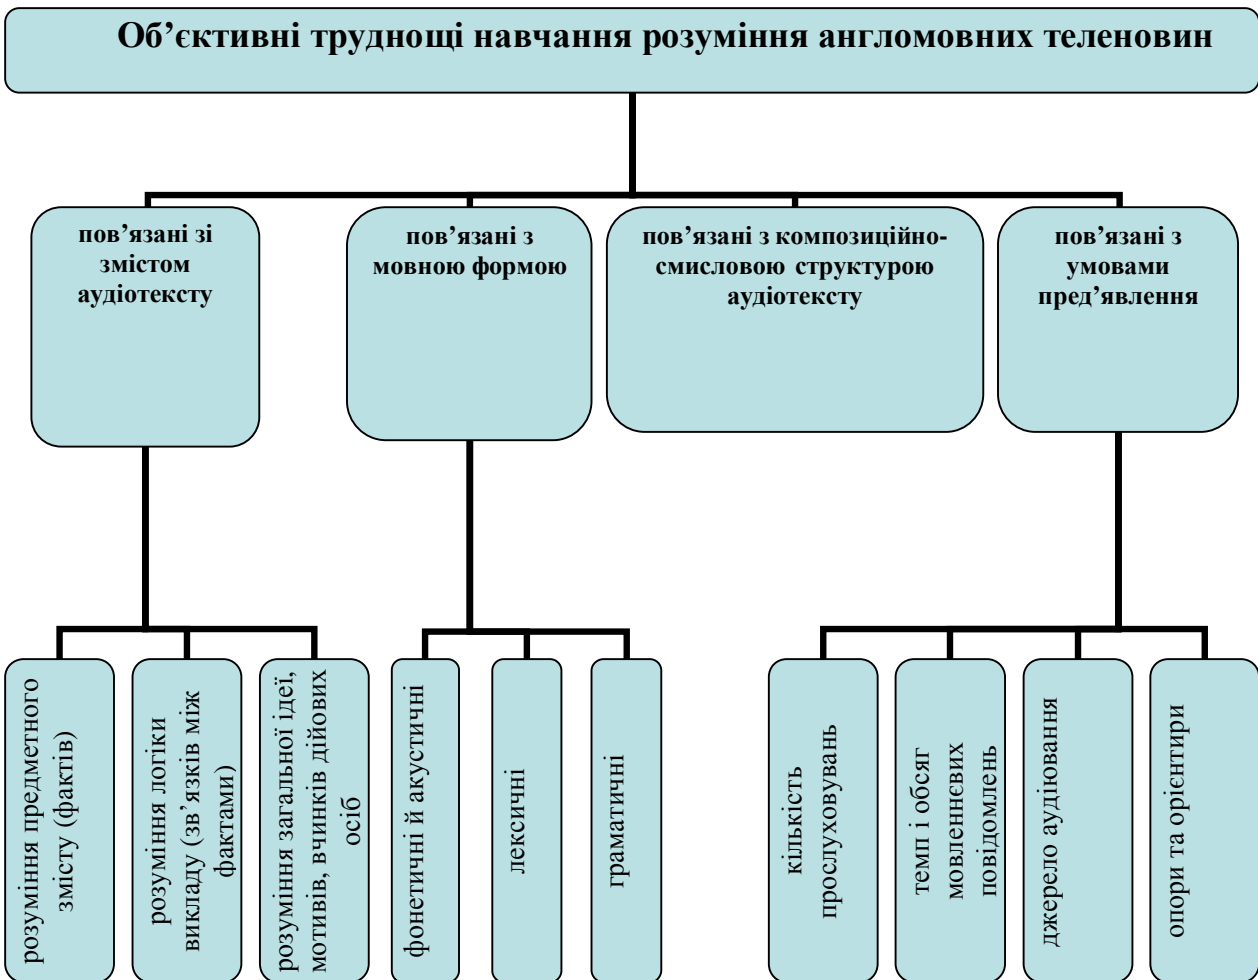 Об’єктивні труднощі навчання розуміння англомовних теленовин
пов’язані зі
змістом
аудіотексту
пов’язані з
мовною формою
пов’язані з композиційно-
смисловою структурою
аудіотексту
пов’язані з
умовами
пред’явлення
розуміння предметного
змісту (фактів)
розуміння логіки
викладу (зв’язків між
фактами)
розуміння загальної ідеї,
мотивів, вчинків дійових
осіб
фонетичні й акустичні
лексичні
граматичні
кількість
прослуховувань
темп і обсяг
мовленнєвих
повідомлень
джерело аудіювання
опори та орієнтири